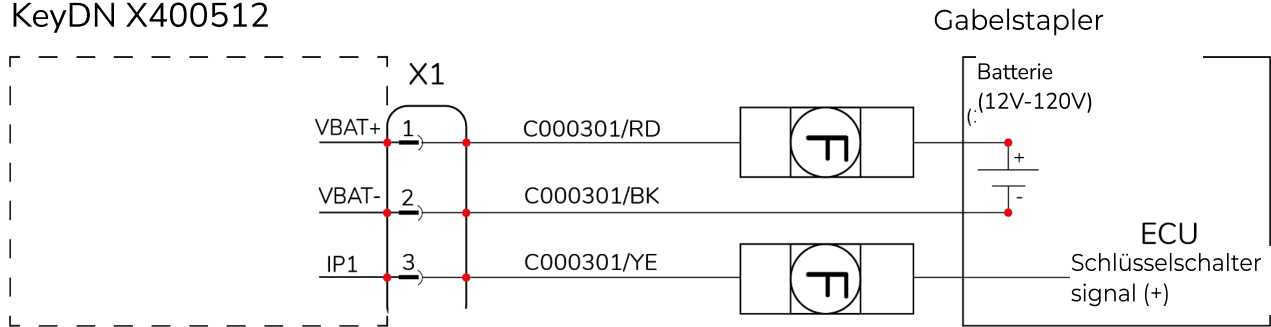 KeyDN X400512
Gabelstapler
X1
Batterie
(12V-120V)
(:
VBAT+ 1 C000301/RD F
+
VBAT- 2 C000301/BK
-
ECU
IP1 3 C000301/YE F
Schlüsselschalter
signal (+)